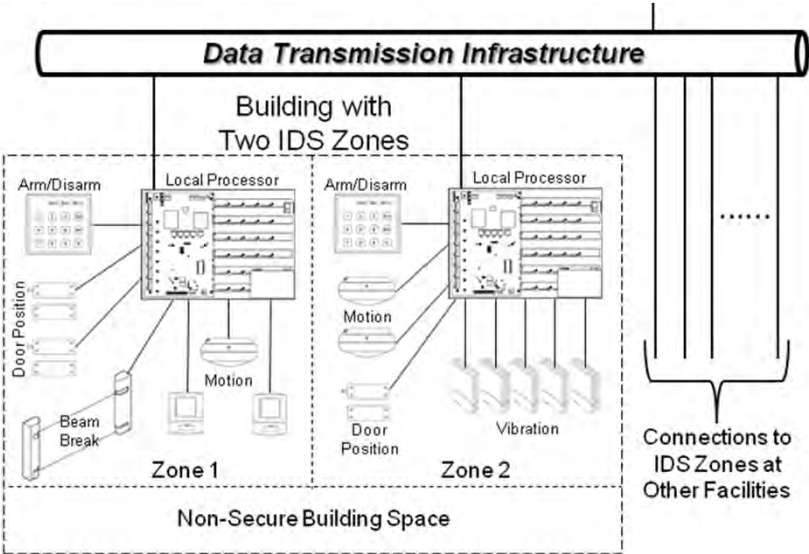 Data Transmission Infrastructure
Building with
Two IDS Zones
Arm/Disarm
Local Processor
Door Position
Motion
Beam
Break
Zone 1
Arm/Disarm
Local Processor
Motion
Door
Position
Vibration
Zone 2
......
Connections to
IDS Zones at
Other Facilities
Non-Secure Building Space